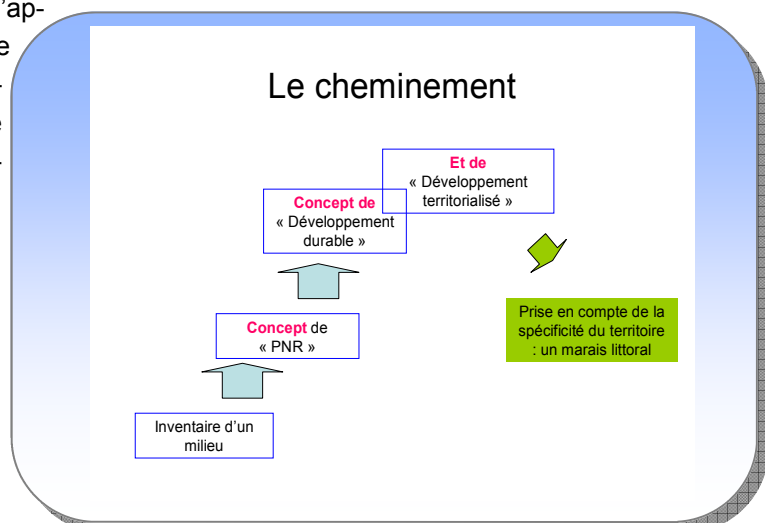 'ap-
e
-
e
-
Le cheminement
Et de
« Développement
territorialisé »
Concept de
« Développement
durable »
Concept de
« PNR »
Prise en compte de la
spécificité du territoire
: un marais littoral
Inventaire d'un
milieu